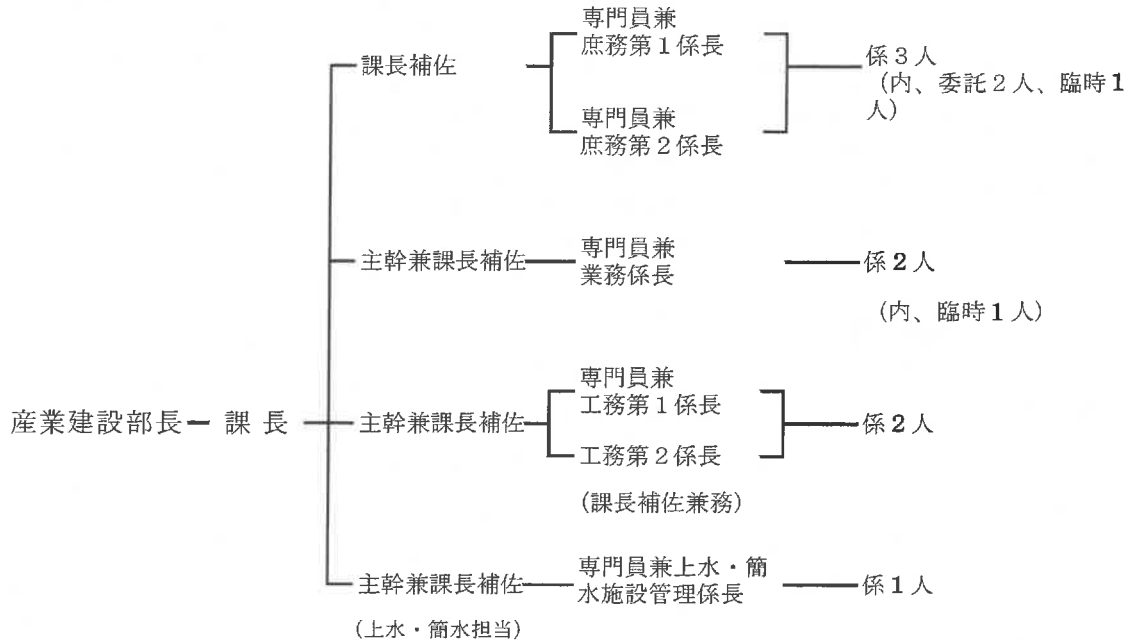 専門員兼
庶務第1係長
課長補佐
係3人
(内、委託2人、臨時1
人)
専門員兼
庶務第2係長
主幹兼課長補佐
専門員兼
業務係長
係2人
(内、臨時1人)
産業建設部長
課長
主幹兼課長補佐
専門員兼
工務第1係長
係2人
工務第2係長
(課長補佐兼務)
主幹兼課長補佐
(上水・簡水担当)
専門員兼上水・簡
水施設管理係長
係1人